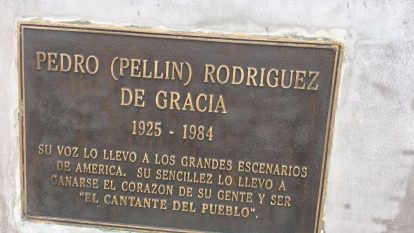 PEDRO (PELLIN) RODRIGUEZ
DE GRACIA
1925 - 1984
SU VOZ LO LLEVO A LOS GRANDES ESCENARIOS
DE AMERICA. SU SENCILLEZ LO LLEVO A
GANARSE EL CORAZON DE SU GENTE Y SER
"EL CANTANTE DEL PUEBLO".